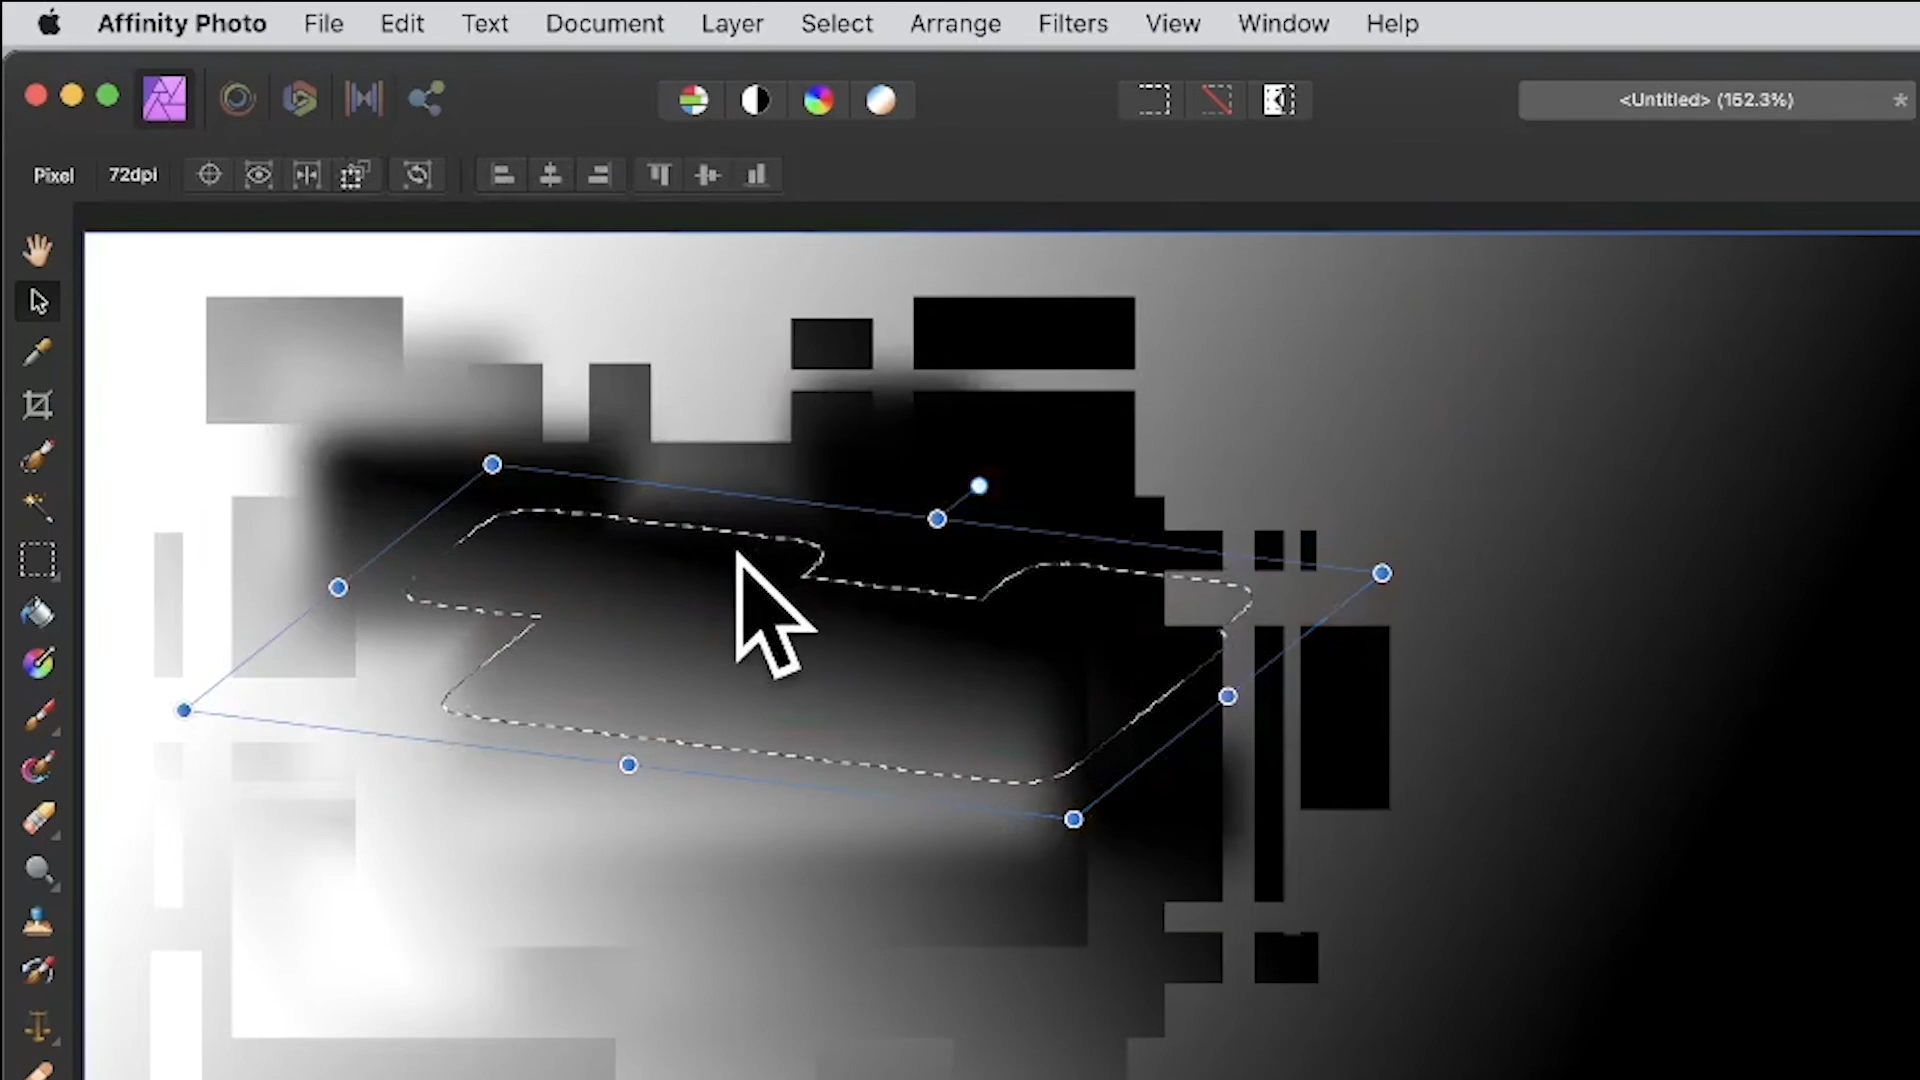 Affinity Photo File Edit Text Document Layer Select Arrange Filters View Window Help
<Untitled> (162.3%)
Pixel 72dpi